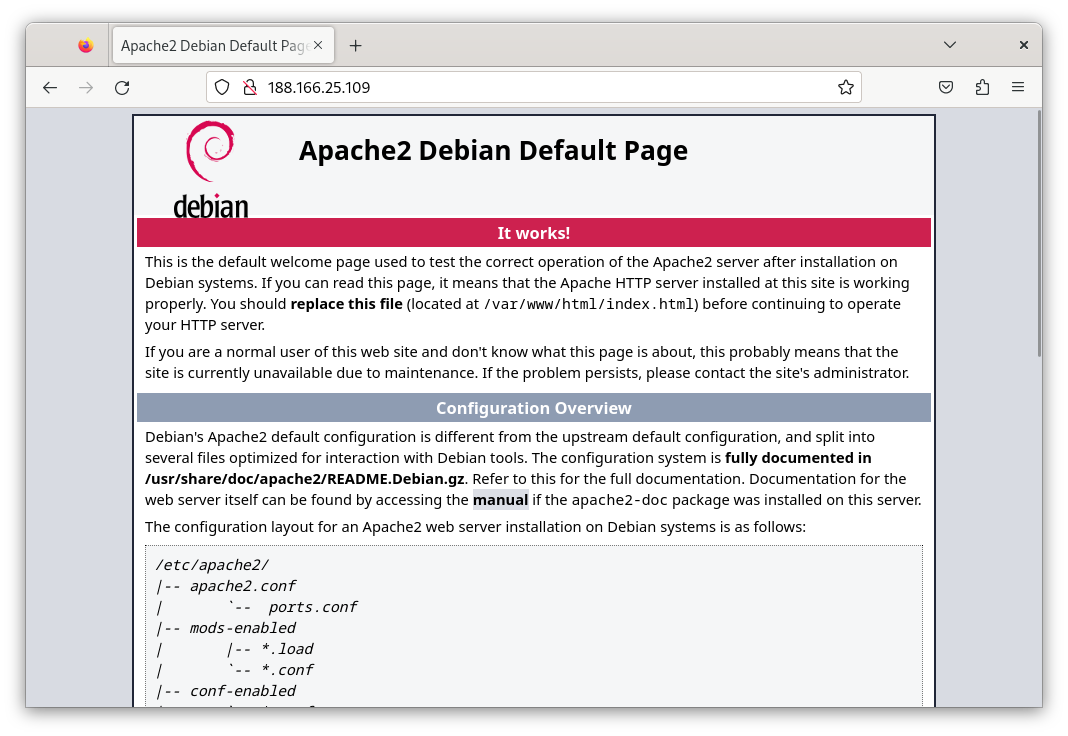 Apache2 Debian Default Page
188.166.25.109
debian
Apache2 Debian Default Page
It works!
This is the default welcome page used to test the correct operation of the Apache2 server after installation on
Debian systems. If you can read this page, it means that the Apache HTTP server installed at this site is working
properly. You should replace this file (located at /var/www/html/index.html) before continuing to operate
your HTTP server.
If you are a normal user of this web site and don't know what this page is about, this probably means that the
site is currently unavailable due to maintenance. If the problem persists, please contact the site's administrator.
Configuration Overview
Debian's Apache2 default configuration is different from the upstream default configuration, and split into
several files optimized for interaction with Debian tools. The configuration system is fully documented in
/usr/share/doc/apache2/README.Debian.gz. Refer to this for the full documentation. Documentation for the
web server itself can be found by accessing the manual if the apache2-doc package was installed on this server.
The configuration layout for an Apache2 web server installation on Debian systems is as follows:
/etc/apache2/
|-- apache2.conf
|       `--  ports.conf
|-- mods-enabled
|       |-- *.load
|       `-- *.conf
|-- conf-enabled